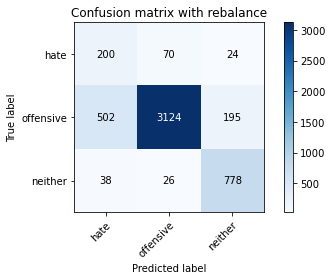 Confusion matrix with rebalance
True label
hate
200 70 24
offensive
502 3124 195
neither
38 26 778
hate offensive neither
Predicted label
3000
2500
2000
1500
1000
500